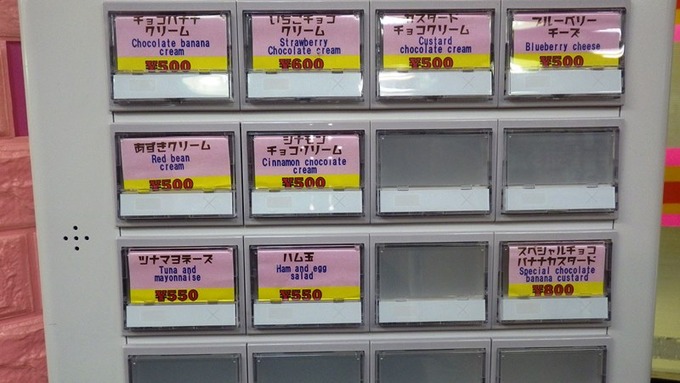 チョコバナナ
クリーム
Chocolate banana
cream
¥500
いちごチョコ
クリーム
Strawberry
Chocolate cream
¥600
カスタード
チョコクリーム
Custard
chocolate cream
¥500
ブルーベリー
チーズ
Blueberry cheese
¥500
あずきクリーム
Red bean
cream
¥500
シナモン
チョコ・クリーム
Cinnamon chocolate
cream
¥500
ツナマヨネーズ
Tuna and
mayonnaise
¥550
ハム玉
Ham and egg
salad
¥550
スペシャルチョコ
バナナカスタード
Special chocolate
banana custard
¥800